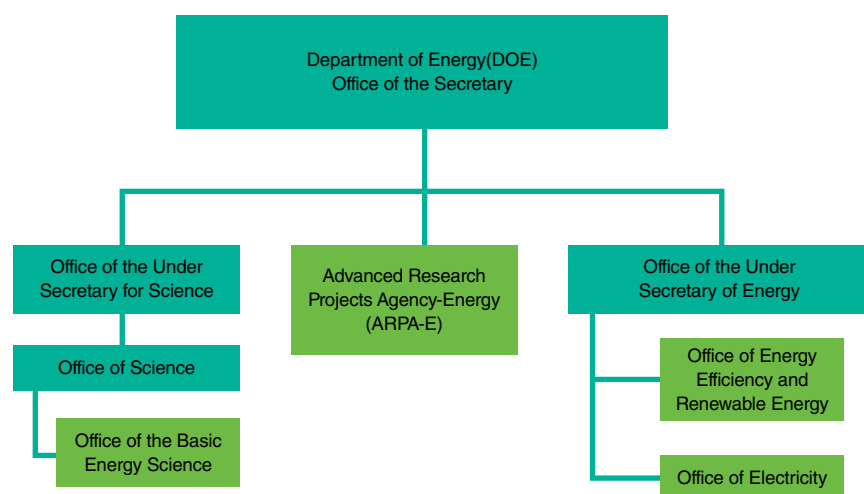 Department of Energy(DOE)
Office of the Secretary
Office of the Under
Secretary for Science
Advanced Research
Projects Agency-Energy
(ARPA-E)
Office of the Under
Secretary of Energy
Office of Science
Office of Energy
Efficiency and
Renewable Energy
Office of the Basic
Energy Science
Office of Electricity